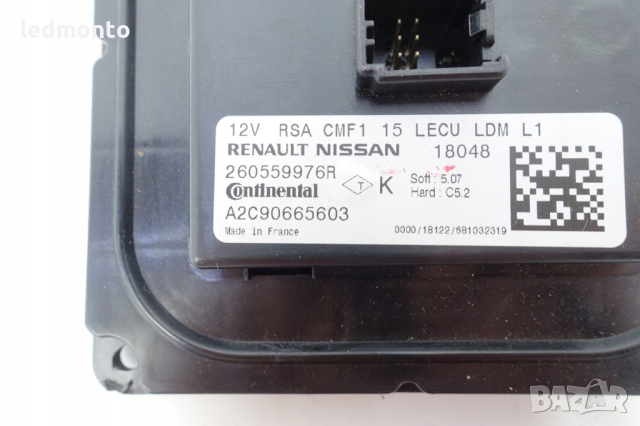 ledmonto
12V RSA CMF1 15 LECU LDM L1
RENAULT NISSAN 18048
260559976R
Continental T K Soft : 5.07
Hard : C5.2
A2C90665603
Made in France 0000/18122/681032319
BAZAR